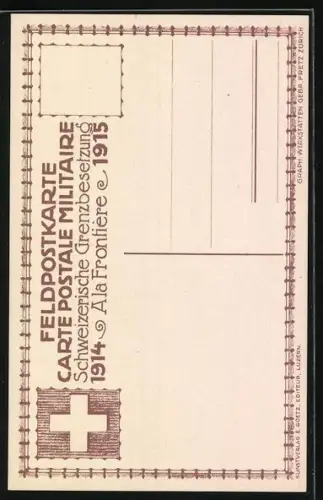 FELDPOSTKARTE
CARTE POSTALE MILITAIRE
Schweizerische Grenzbesetzung
1914 A la Frontière 1915
KUNSTVERLAG E. GOETZ, EDITEUR, LUZERN.
GRAPH. WERKSTÄTTEN GEBR. FRETZ ZÜRICH